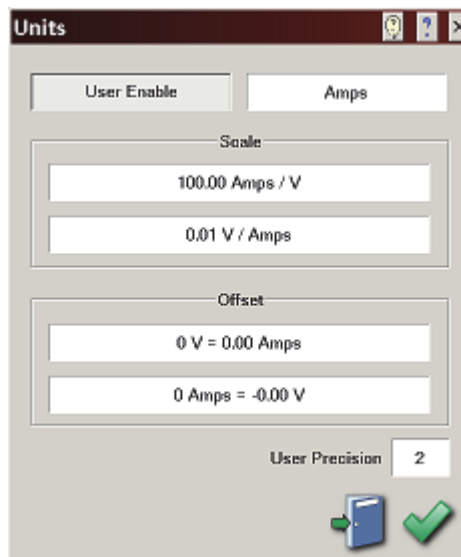 Units
User Enable Amps
Scale
100.00 Amps / V
0.01 V / Amps
Offset
0 V = 0.00 Amps
0 Amps = -0.00 V
User Precision 2